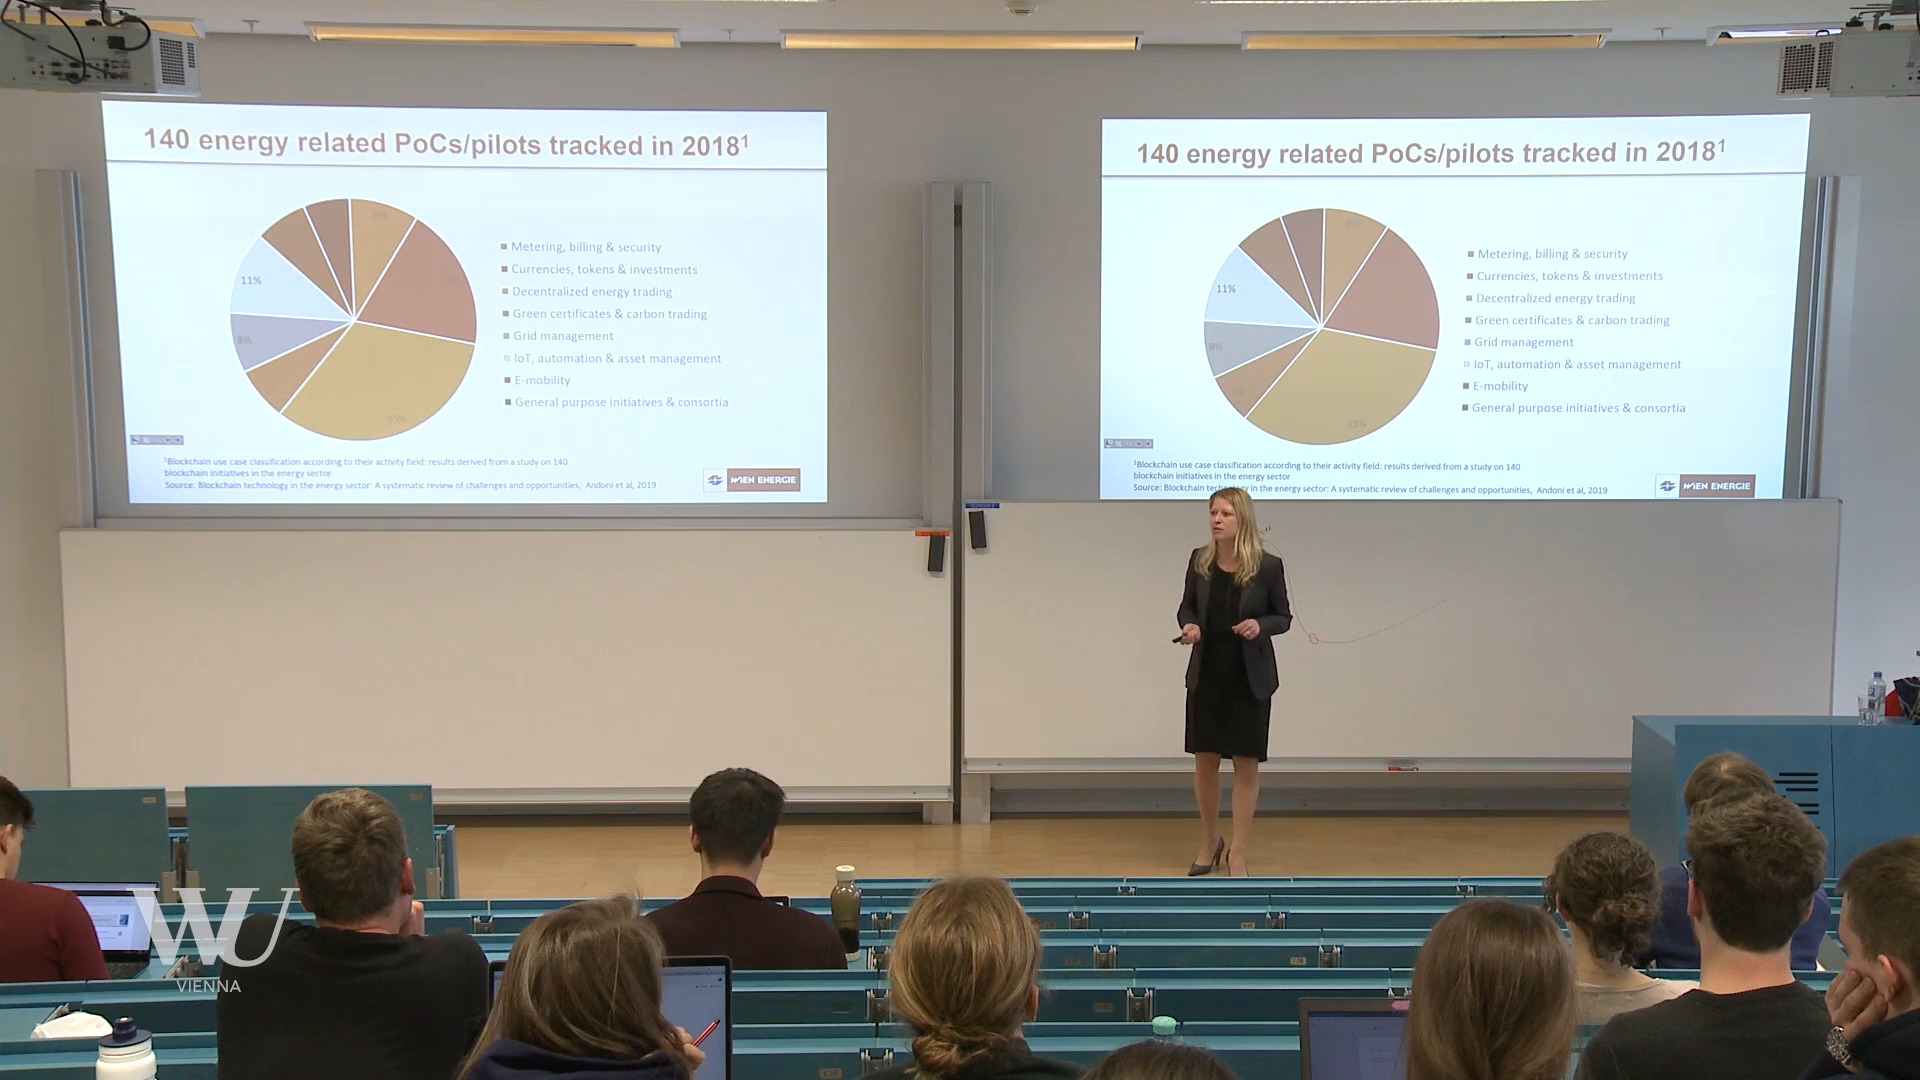 140 energy related PoCs/pilots tracked in 2018¹
9%
11%
8%
33%
Metering, billing & security
Currencies, tokens & investments
Decentralized energy trading
Green certificates & carbon trading
Grid management
IoT, automation & asset management
E-mobility
General purpose initiatives & consortia
¹Blockchain use case classification according to their activity field: results derived from a study on 140
blockchain initiatives in the energy sector
Source: Blockchain technology in the energy sector: A systematic review of challenges and opportunities, Andoni et al, 2019
WIEN ENERGIE
140 energy related PoCs/pilots tracked in 2018¹
11%
8%
33%
Metering, billing & security
Currencies, tokens & investments
Decentralized energy trading
Green certificates & carbon trading
Grid management
IoT, automation & asset management
E-mobility
General purpose initiatives & consortia
¹Blockchain use case classification according to their activity field: results derived from a study on 140
blockchain initiatives in the energy sector
Source: Blockchain in the energy sector: A systematic review of challenges and opportunities, Andoni et al, 2019
WIEN ENERGIE
WU
VIENNA